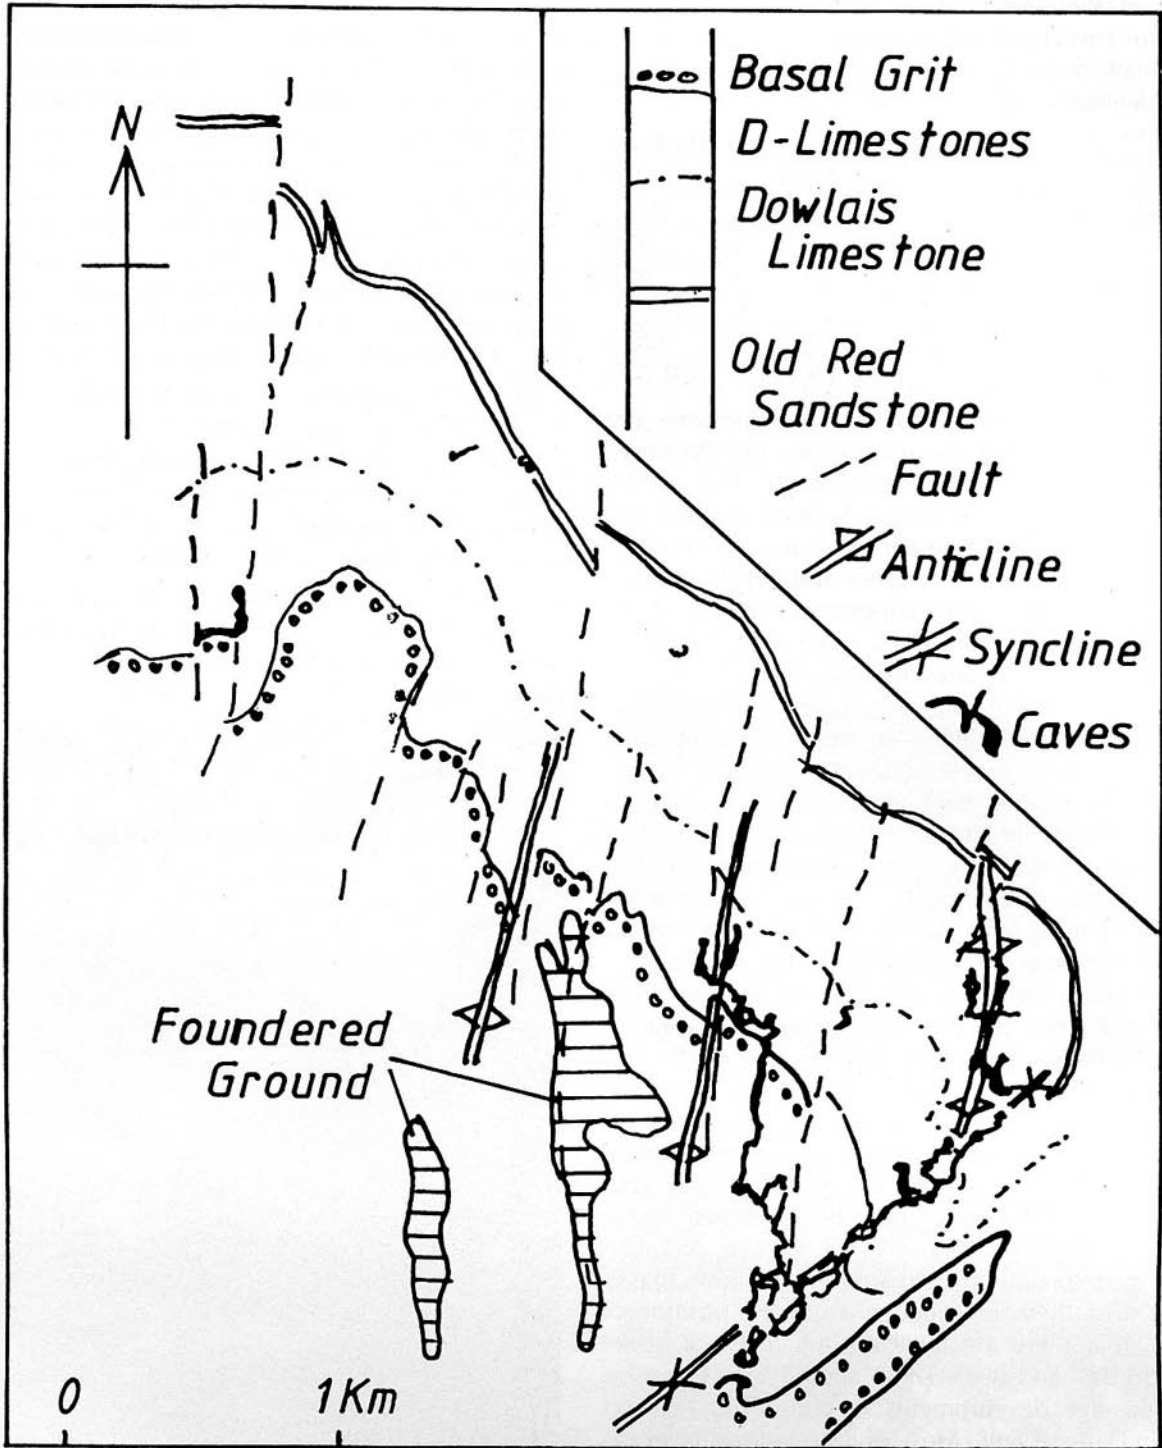 N
Basal Grit
D-Limestones
Dowlais
Limestone
Old Red
Sandstone
Fault
Anticline
Syncline
Caves
Foundered
Ground
0
1Km